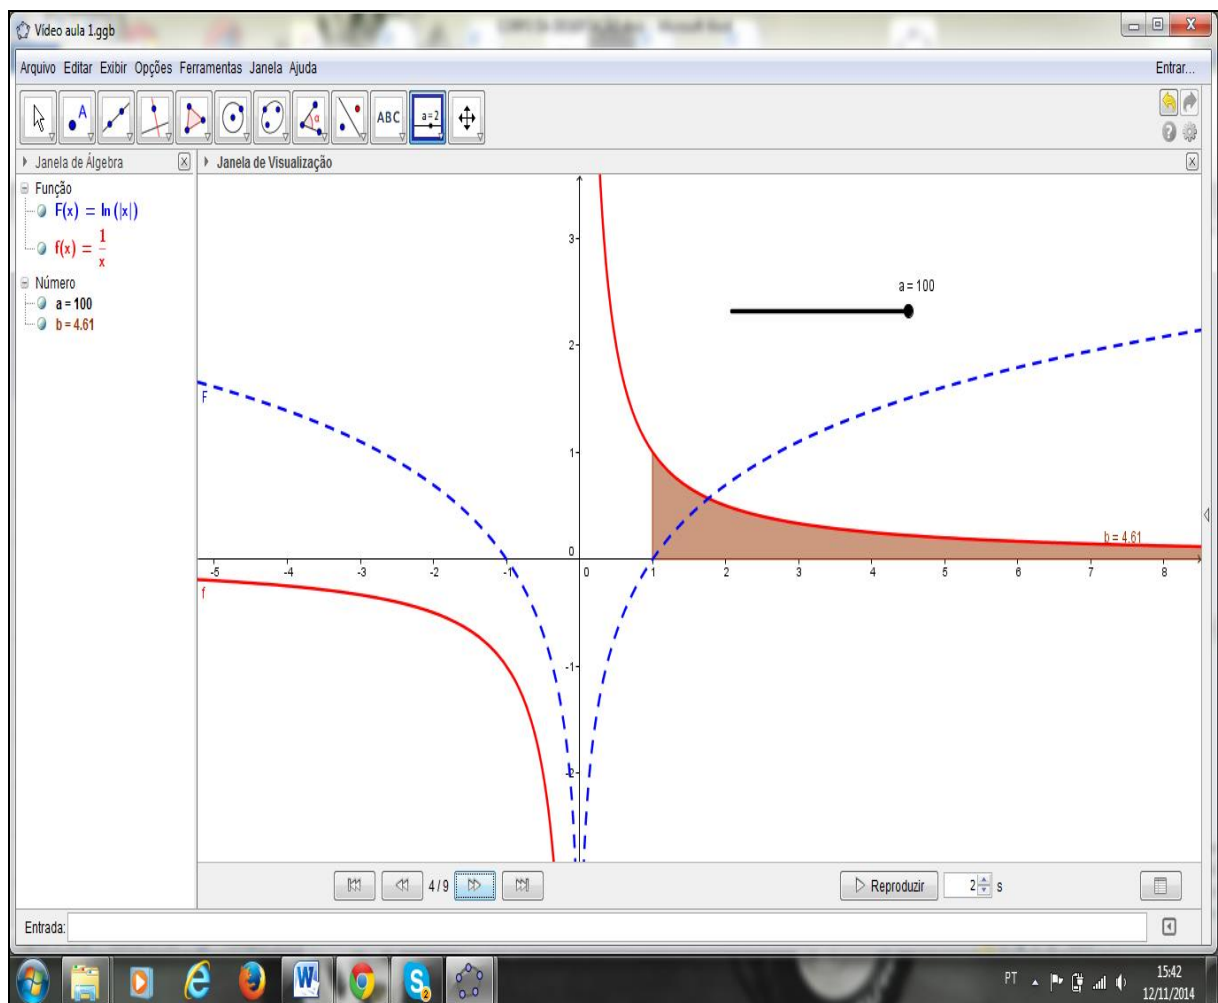 Vídeo aula 1.ggb
Arquivo Editar Exibir Opções Ferramentas Janela Ajuda
Entrar...
A
α
ABC
a=2
Janela de Álgebra
Janela de Visualização
Função
F(x) = ln(|x|)
f(x) = 1/x
Número
a = 100
b = 4.61
a = 100
3
2
1
0
-1
-2
-5 -4 -3 -2 -1 0 1 2 3 4 5 6 7 8
F
f
b = 4.61
4 / 9
Reproduzir
2 s
Entrada:
W
S
2
PT
15:42
12/11/2014